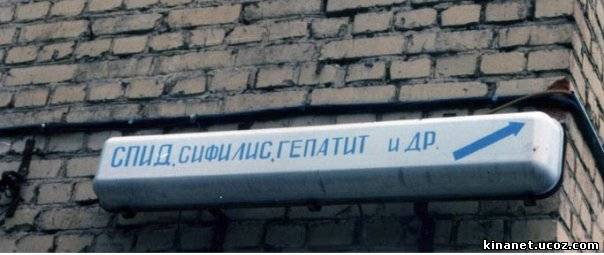 СПИД, СИФИЛИС, ГЕПАТИТ И ДР.
kinanet.ucoz.com